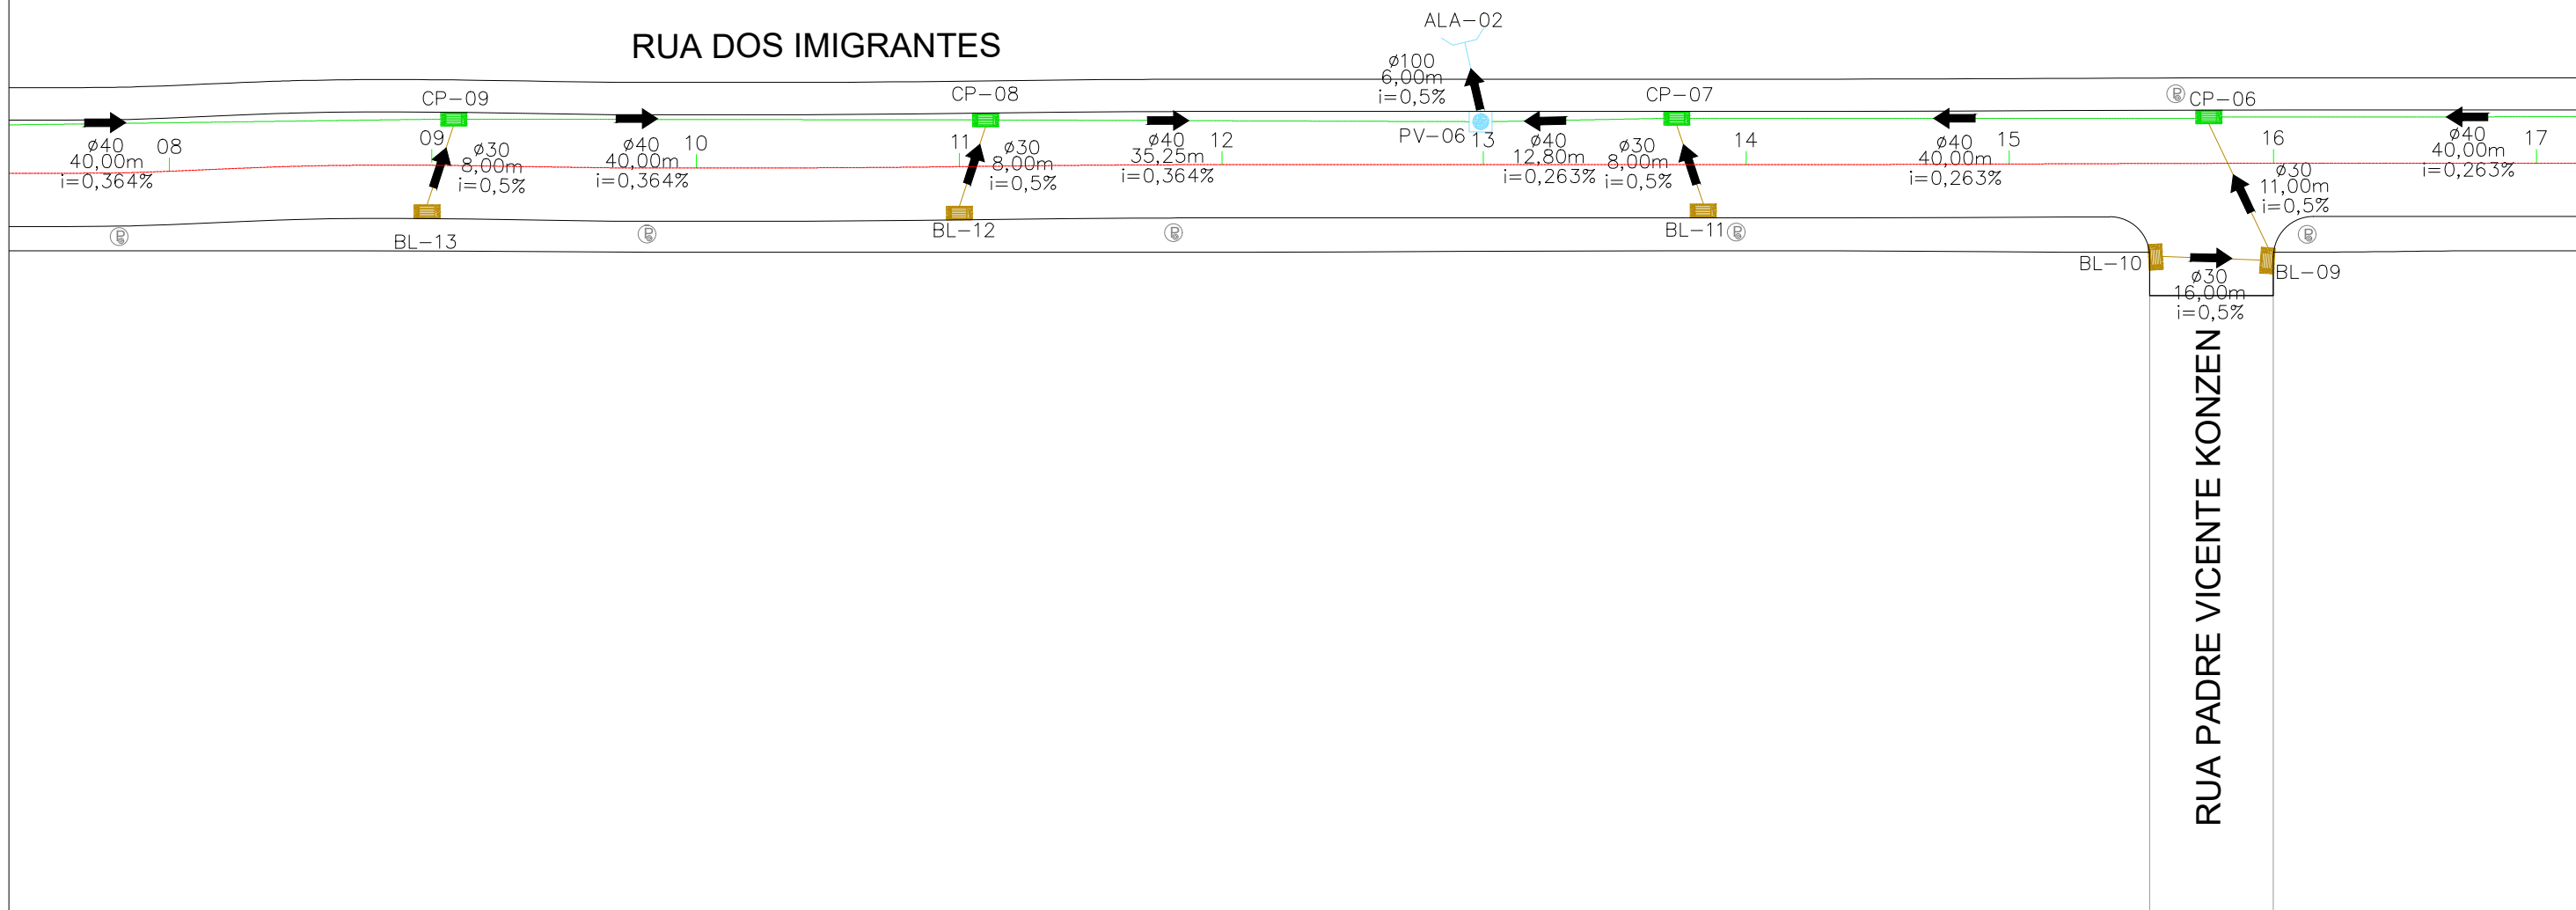 ALA-02
RUA DOS IMIGRANTES
ø100
6,00m
i=0,5%
CP-09
CP-08
CP-07
CP-06
PV-06
08
09
10
11
12
13
14
15
16
17
ø40
40,00m
i=0,364%
ø30
8,00m
i=0,5%
ø40
40,00m
i=0,364%
ø30
8,00m
i=0,5%
ø40
35,25m
i=0,364%
ø40
12,80m
i=0,263%
ø30
8,00m
i=0,5%
ø40
40,00m
i=0,263%
ø30
11,00m
i=0,5%
ø40
40,00m
i=0,263%
BL-13
BL-12
BL-11
BL-10
BL-09
ø30
16,00m
i=0,5%
RUA PADRE VICENTE KONZEN